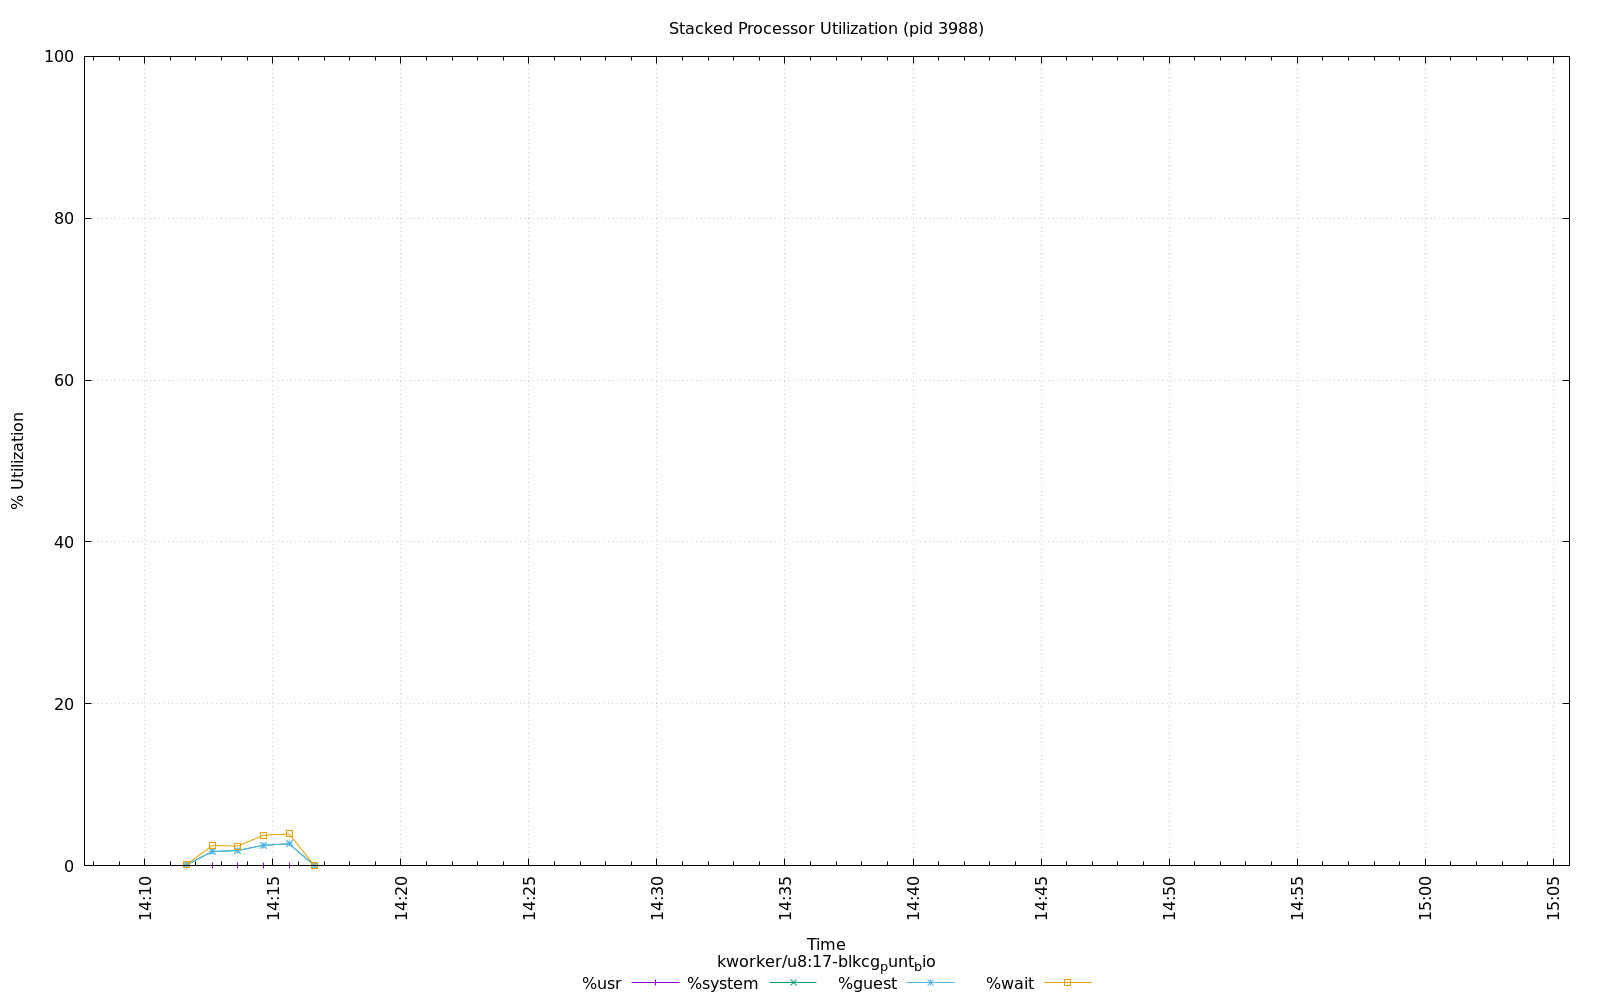 Stacked Processor Utilization (pid 3988)
100
80
60
40
20
0
% Utilization
14:10 14:15 14:20 14:25 14:30 14:35 14:40 14:45 14:50 14:55 15:00 15:05
Time
kworker/u8:17-blkcgpuntbio
%usr %system %guest %wait